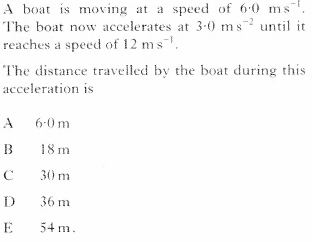 A boat is moving at a speed of 6·0 m s⁻¹.
The boat now accelerates at 3·0 m s⁻² until it
reaches a speed of 12 m s⁻¹.
The distance travelled by the boat during this
acceleration is
A 6·0 m
B 18 m
C 30 m
D 36 m
E 54 m.